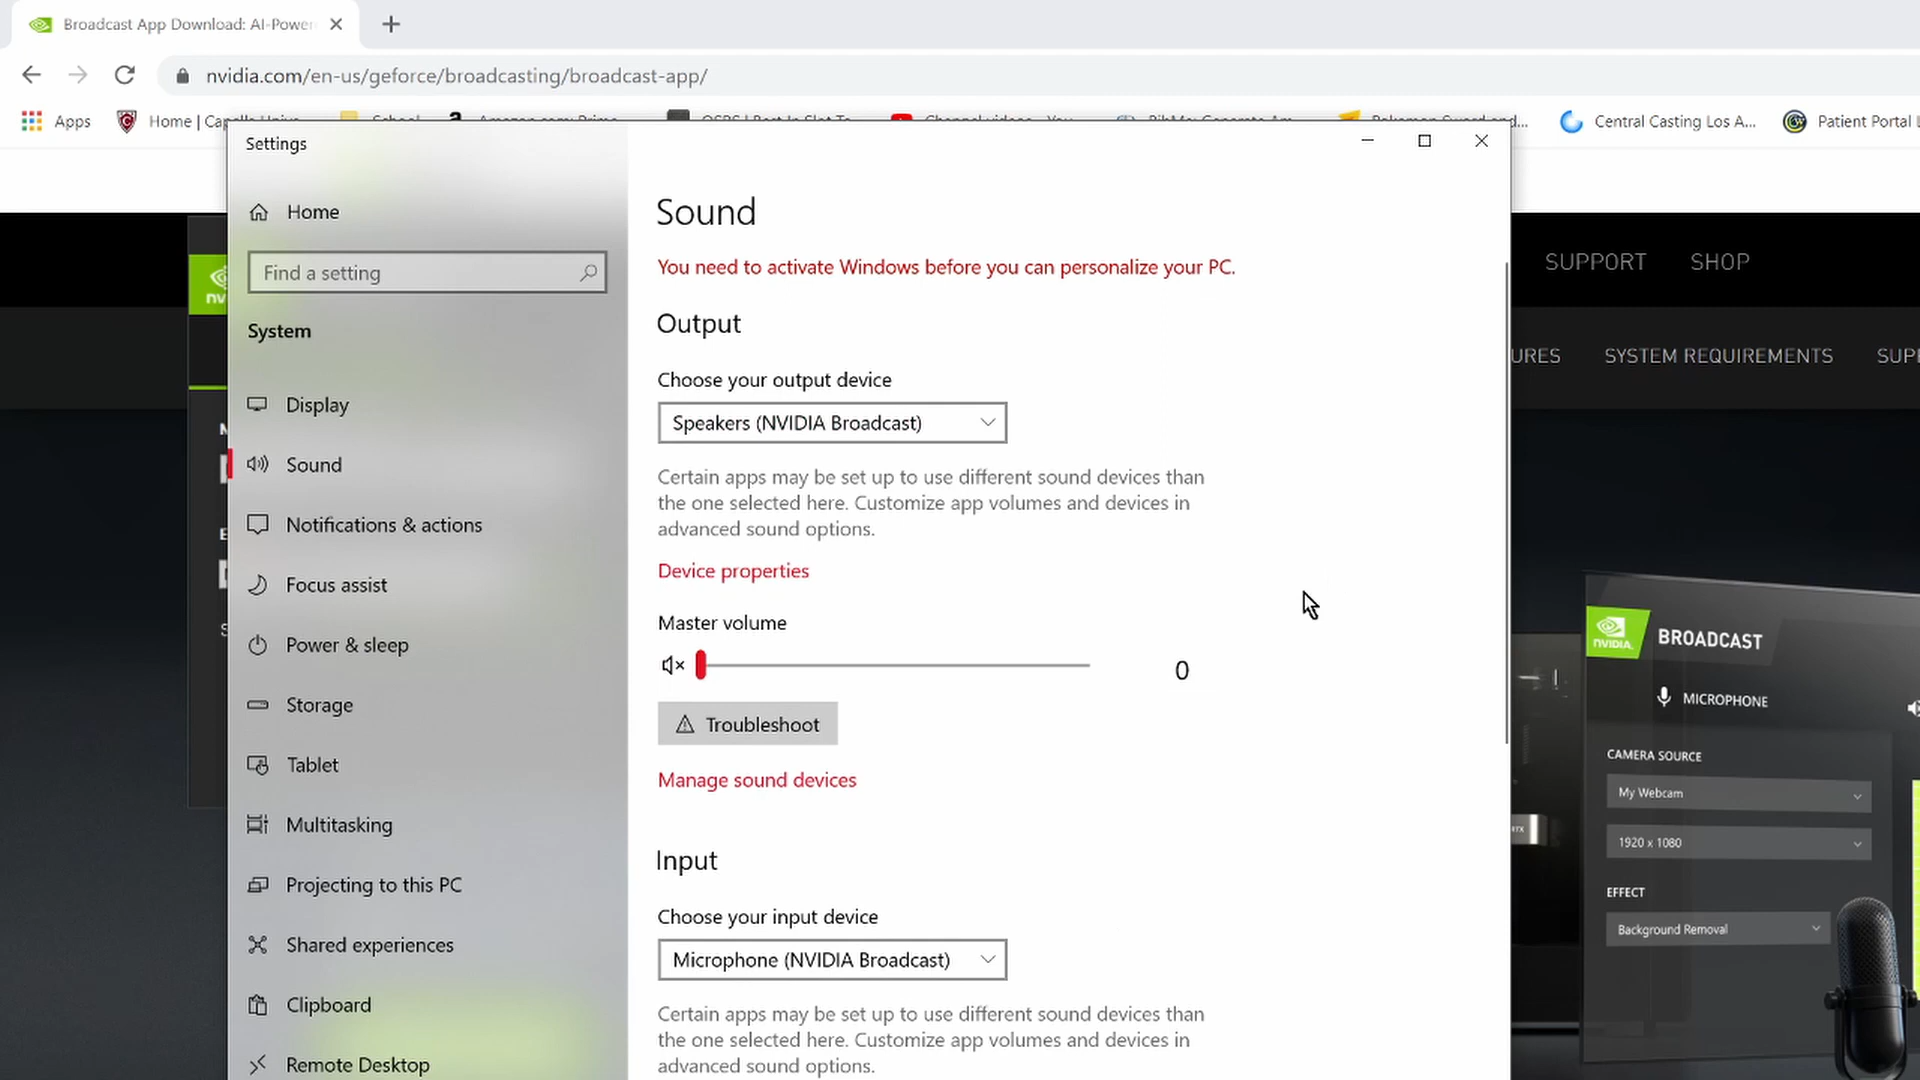 Broadcast App Download: AI-Power
nvidia.com/en-us/geforce/broadcasting/broadcast-app/
Apps
Home | Cap
Central Casting Los A...
Patient Portal
Settings
Home
Find a setting
System
Display
Sound
Notifications & actions
Focus assist
Power & sleep
Storage
Tablet
Multitasking
Projecting to this PC
Shared experiences
Clipboard
Remote Desktop
Sound
You need to activate Windows before you can personalize your PC.
Output
Choose your output device
Speakers (NVIDIA Broadcast)
Certain apps may be set up to use different sound devices than
the one selected here. Customize app volumes and devices in
advanced sound options.
Device properties
Master volume
0
Troubleshoot
Manage sound devices
Input
Choose your input device
Microphone (NVIDIA Broadcast)
Certain apps may be set up to use different sound devices than
the one selected here. Customize app volumes and devices in
advanced sound options.
SUPPORT
SHOP
URES
SYSTEM REQUIREMENTS
SUP
NVIDIA.
BROADCAST
MICROPHONE
CAMERA SOURCE
My Webcam
1920 x 1080
EFFECT
Background Removal